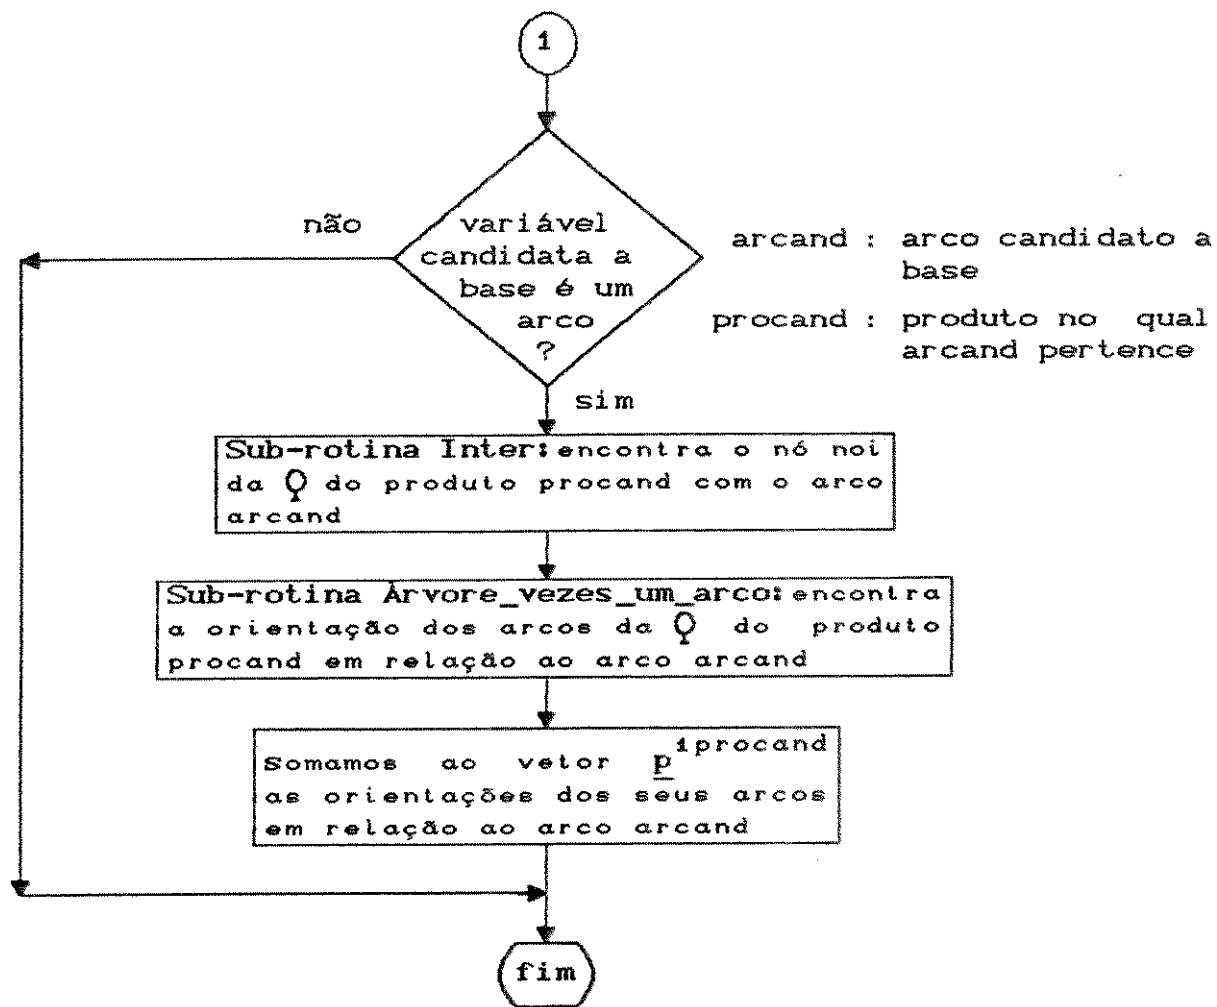 1
não
variável
candidata a
base é um
arco
?
arcand : arco candidato a
base
procand : produto no qual
arcand pertence
sim
Sub-rotina Inter: encontra o nó noi
da Q do produto procand com o arco
arcand
Sub-rotina Àrvore_vezes_um_arco: encontra
a orientação dos arcos da Q do produto
procand em relação ao arco arcand
Somamos ao vetor p 1procand
as orientações dos seus arcos
em relação ao arco arcand
fim